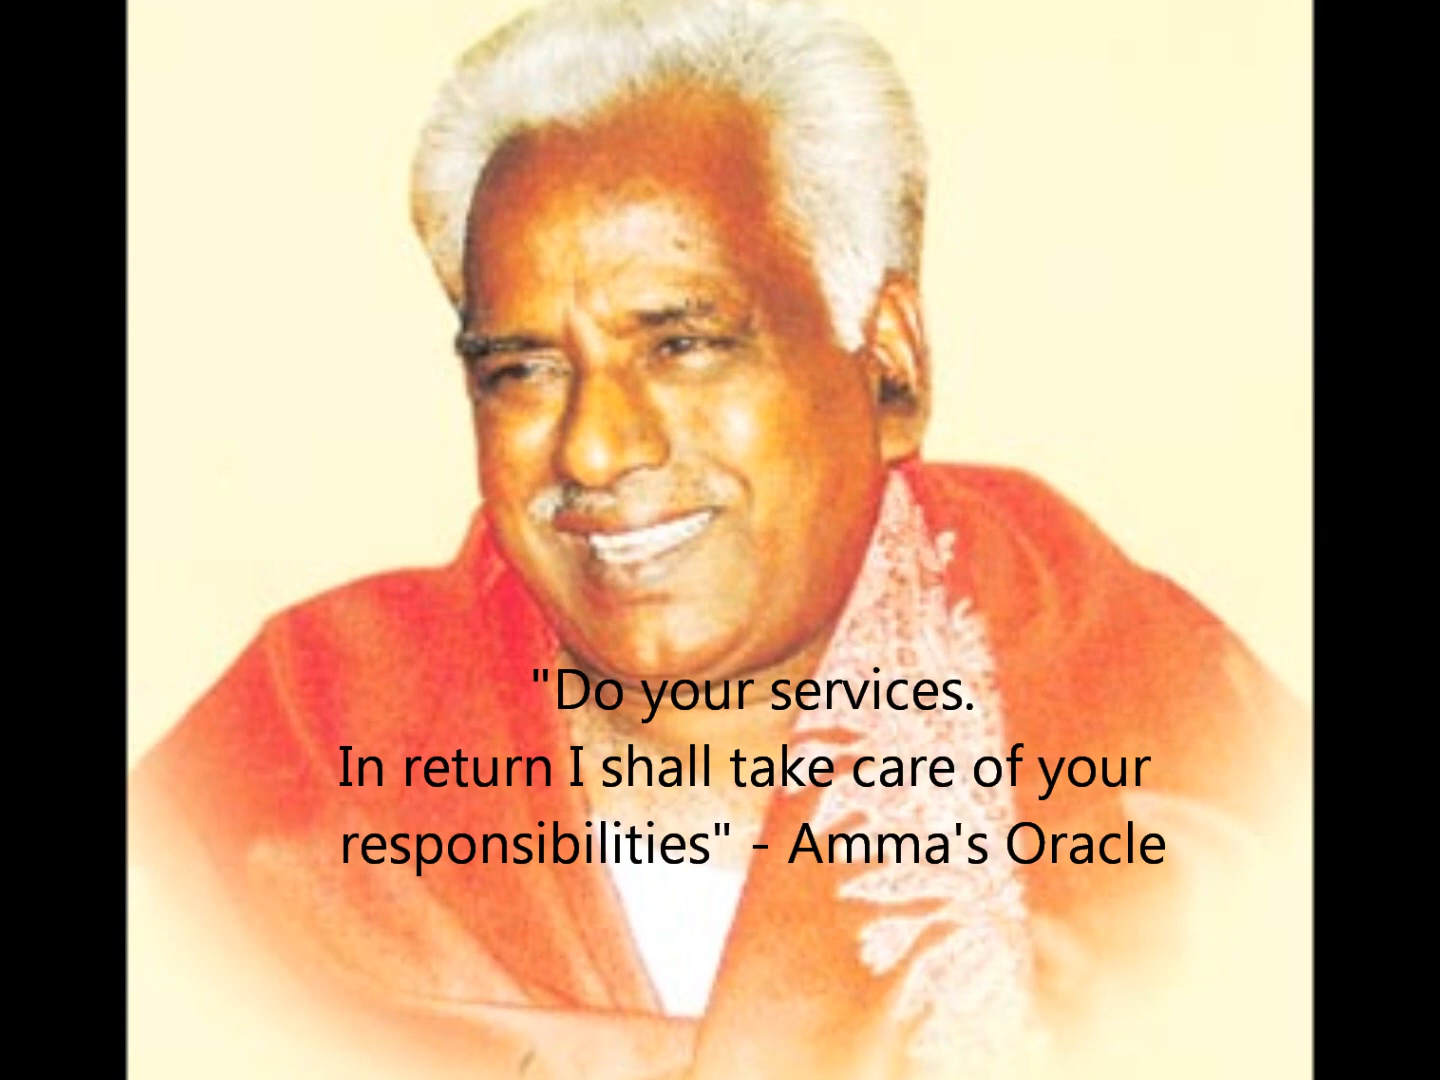 "Do your services.
In return I shall take care of your
responsibilities" - Amma's Oracle